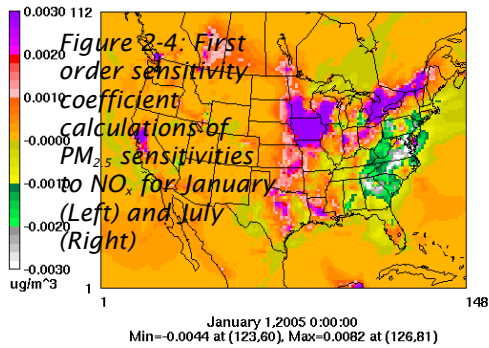 0.0030
112
0.0020
0.0010
-0.0000
-0.0010
-0.0020
-0.0030
ug/m^3
1
Figure 2-4: First
order sensitivity
coefficient
calculations of
PM2.5 sensitivities
to NOx for January
(Left) and July
(Right)
1
148
January 1,2005 0:00:00
Min=-0.0044 at (123,60), Max=0.0082 at (126,81)